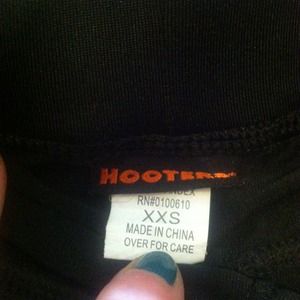 HOOTERS
RN#0100610
XXS
MADE IN CHINA
OVER FOR CARE